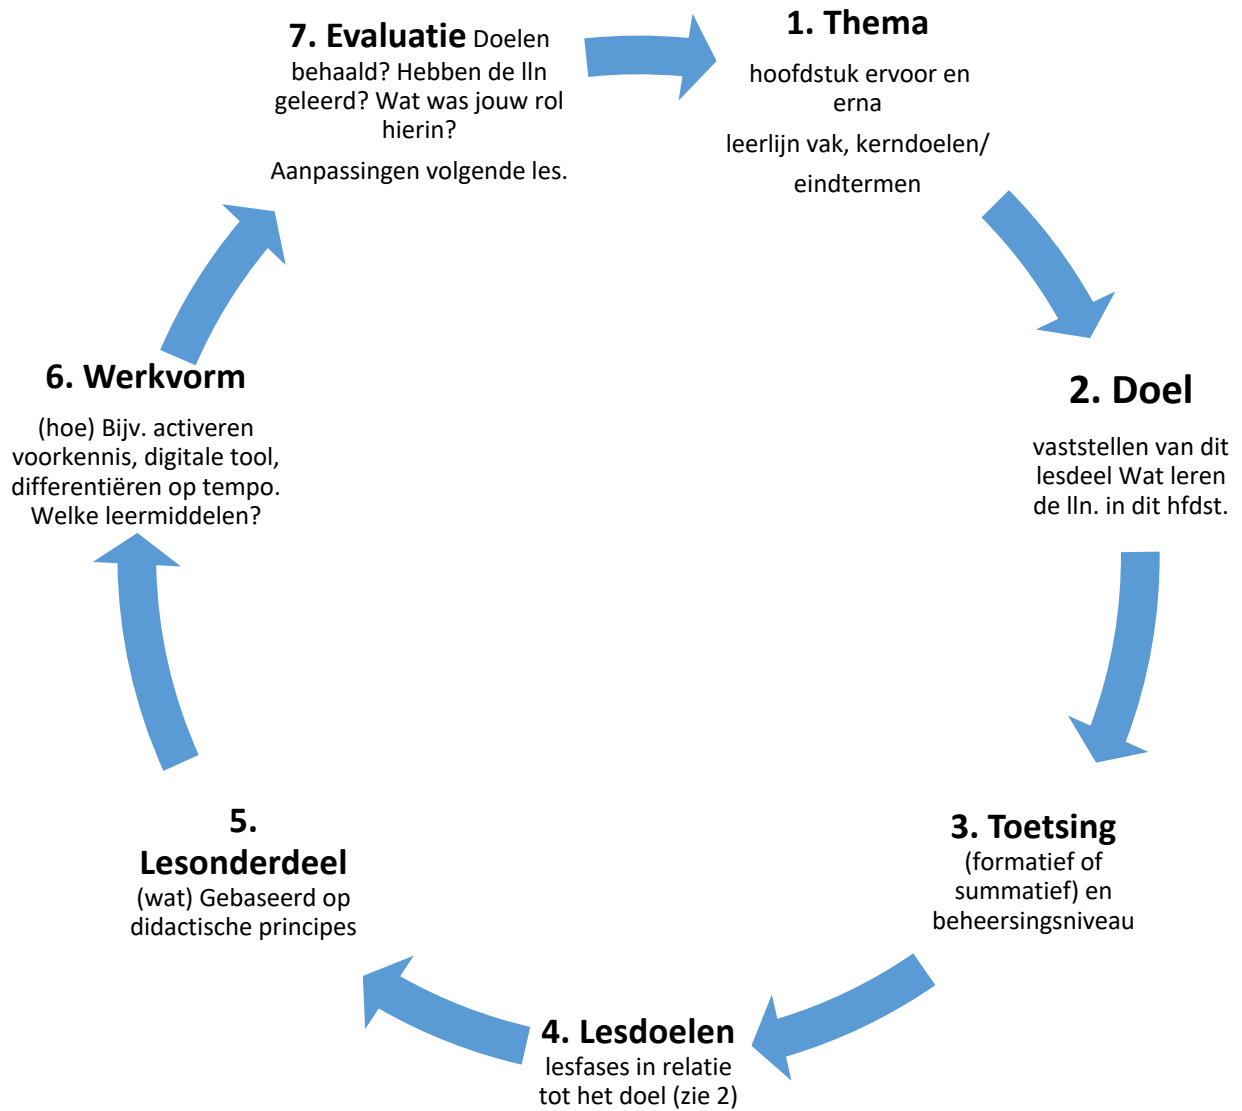 1. Thema
hoofdstuk ervoor en
erna
leerlijn vak, kerndoelen/
eindtermen
2. Doel
vaststellen van dit
lesdeel Wat leren
de lln. in dit hfdst.
3. Toetsing
(formatief of
summatief) en
beheersingsniveau
4. Lesdoelen
lesfases in relatie
tot het doel (zie 2)
5.
Lesonderdeel
(wat) Gebaseerd op
didactische principes
6. Werkvorm
(hoe) Bijv. activeren
voorkennis, digitale tool,
differentiëren op tempo.
Welke leermiddelen?
7. Evaluatie Doelen
behaald? Hebben de lln
geleerd? Wat was jouw rol
hierin?
Aanpassingen volgende les.